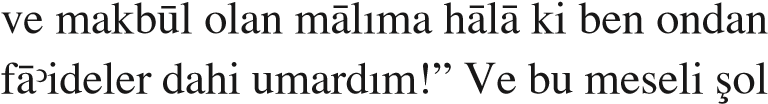 ve makbūl olan mālıma hālā ki ben ondan
fāʾideler dahi umardım!” Ve bu meseli şol